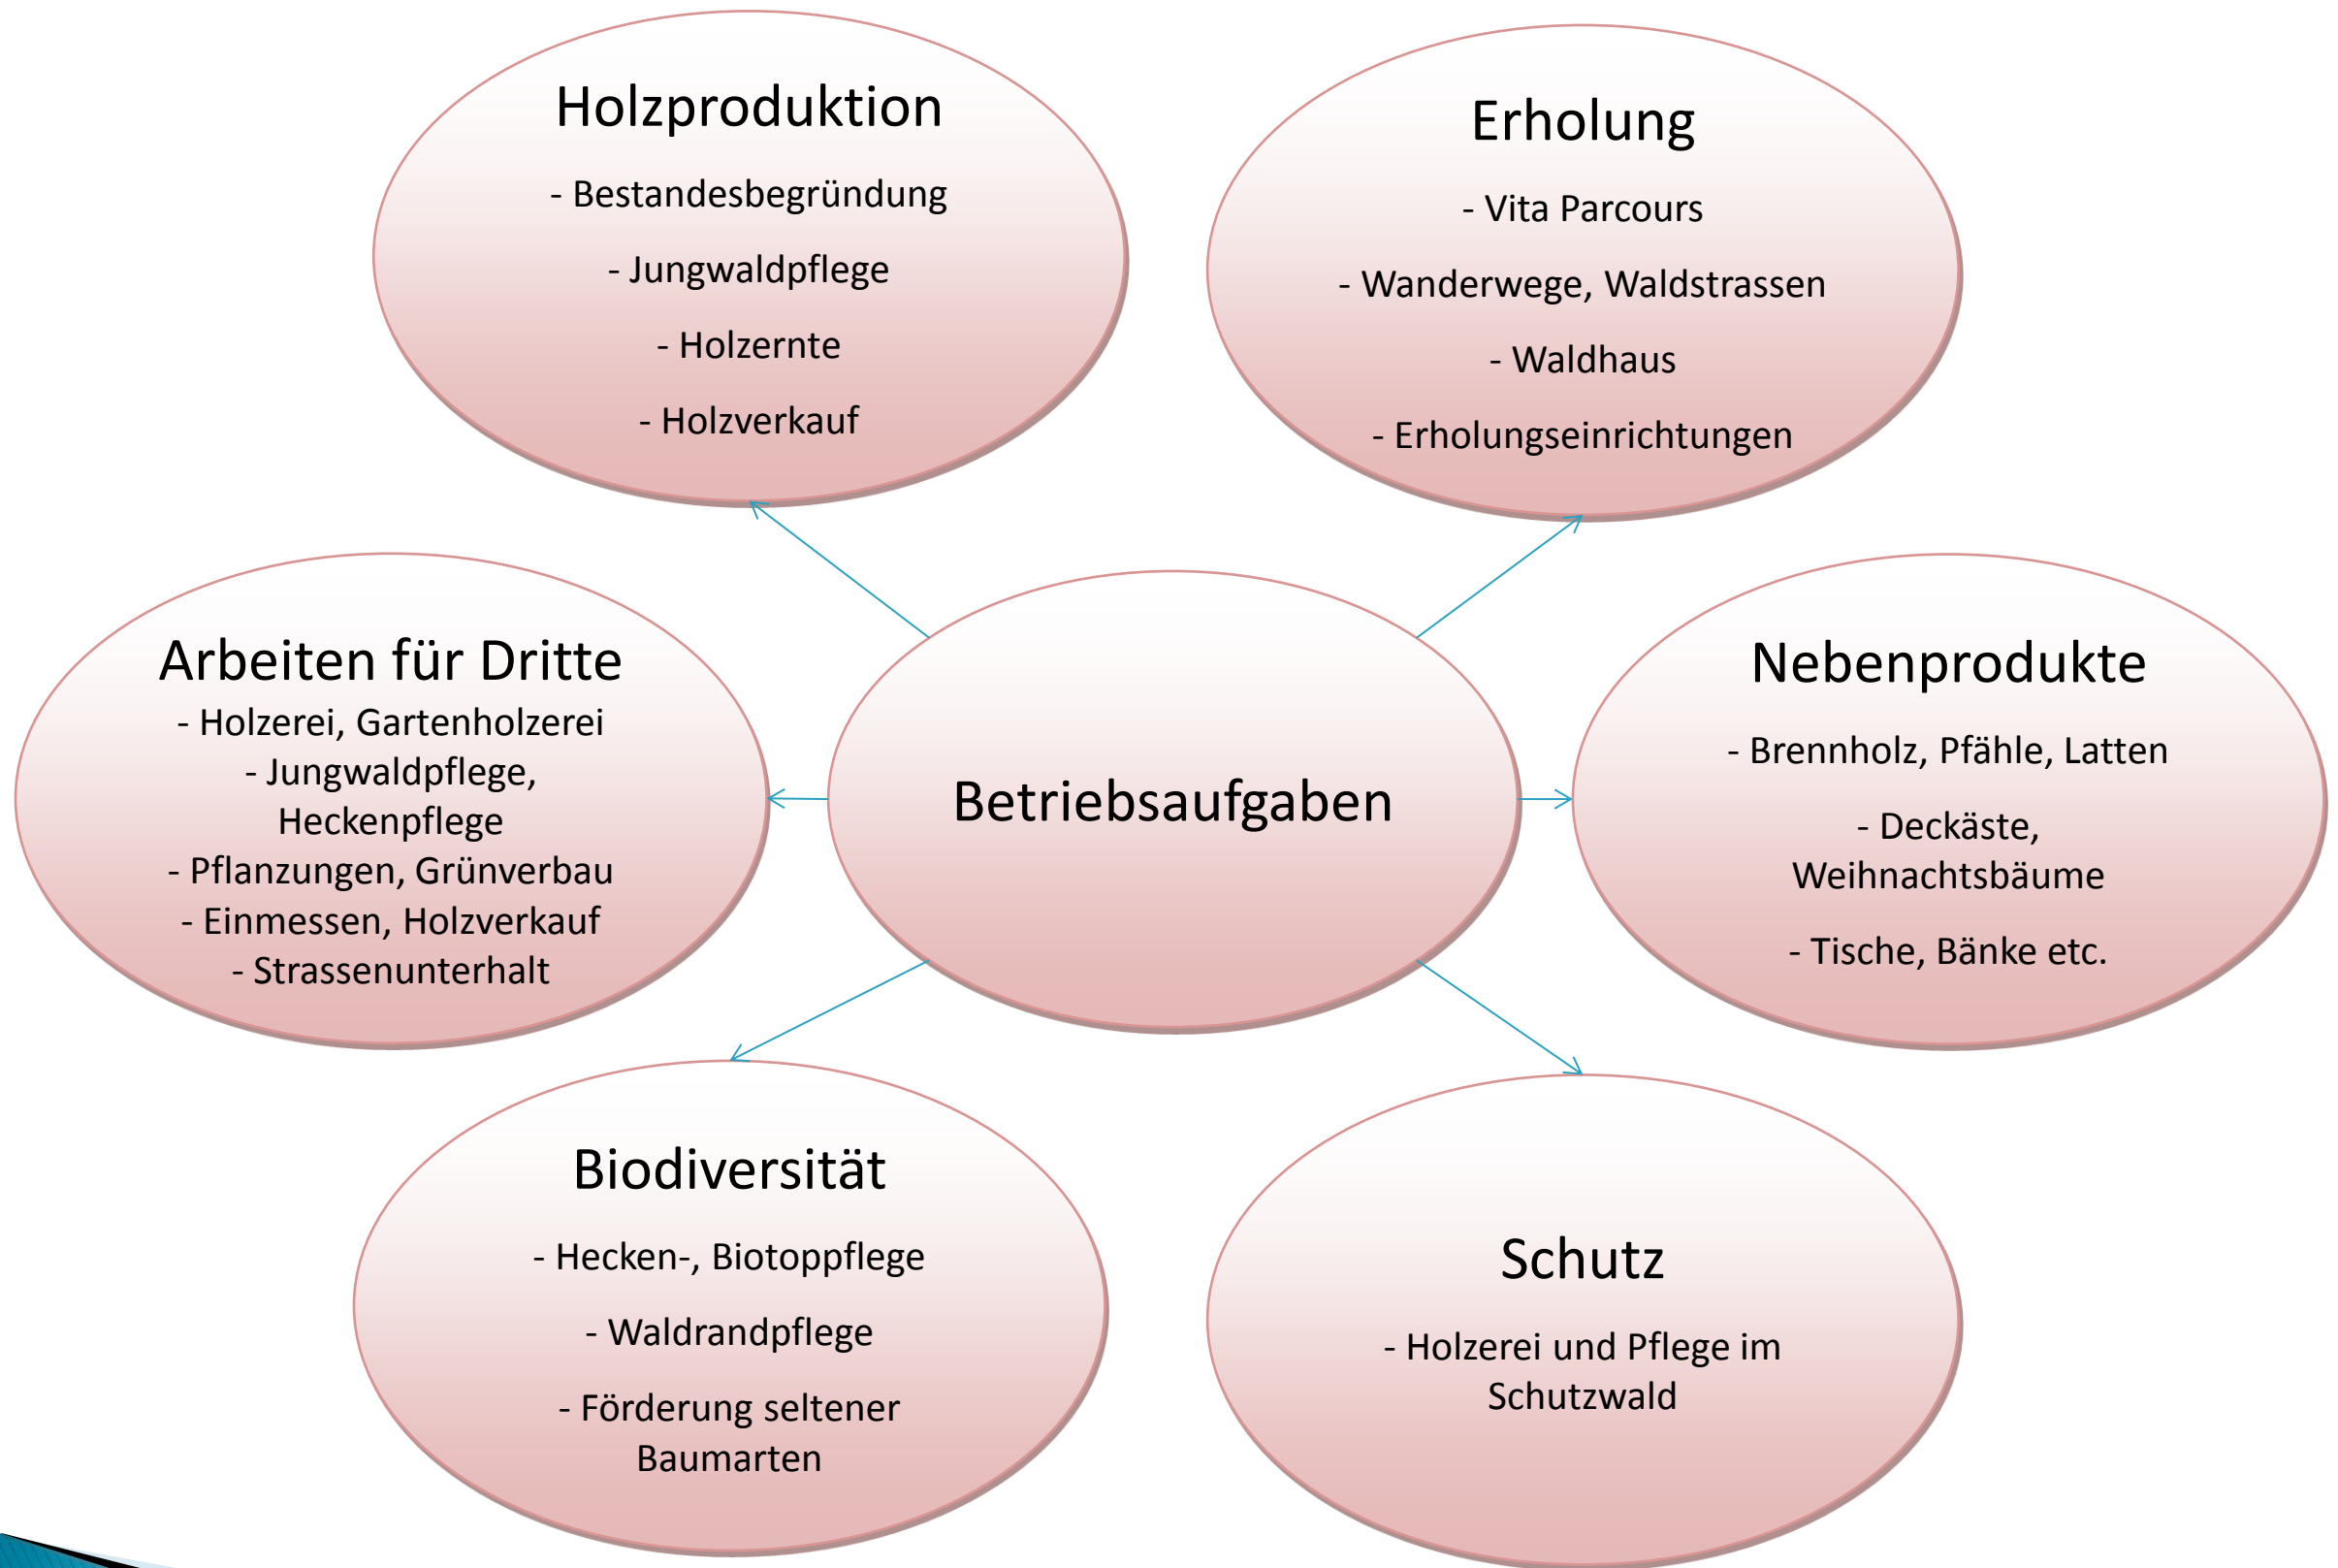 Holzproduktion
- Bestandesbegründung
- Jungwaldpflege
- Holzernte
- Holzverkauf
Erholung
- Vita Parcours
- Wanderwege, Waldstrassen
- Waldhaus
- Erholungseinrichtungen
Arbeiten für Dritte
- Holzerei, Gartenholzerei
- Jungwaldpflege,
Heckenpflege
- Pflanzungen, Grünverbau
- Einmessen, Holzverkauf
- Strassenunterhalt
Betriebsaufgaben
Nebenprodukte
- Brennholz, Pfähle, Latten
- Deckäste,
Weihnachtsbäume
- Tische, Bänke etc.
Biodiversität
- Hecken-, Biotoppflege
- Waldrandpflege
- Förderung seltener
Baumarten
Schutz
- Holzerei und Pflege im
Schutzwald